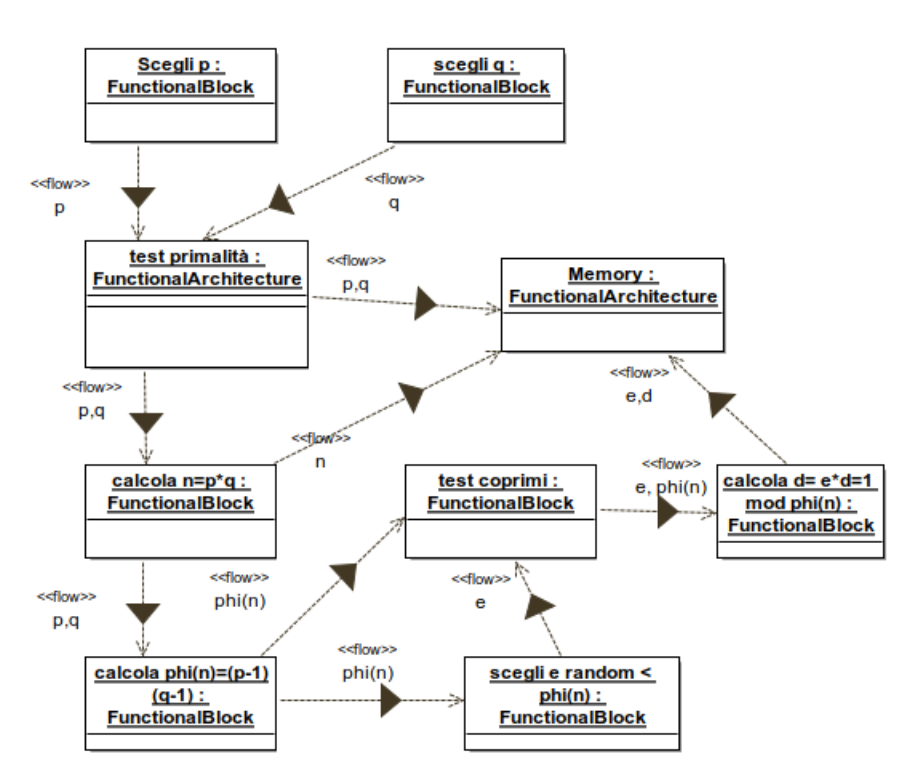 Scegli p :
FunctionalBlock
scegli q :
FunctionalBlock
<<flow>>
p
<<flow>>
q
test primalità :
FunctionalArchitecture
<<flow>>
p,q
Memory :
FunctionalArchitecture
<<flow>>
p,q
<<flow>>
n
<<flow>>
e,d
calcola n=p*q :
FunctionalBlock
test coprimi :
FunctionalBlock
<<flow>>
e, phi(n)
calcola d= e*d=1
mod phi(n) :
FunctionalBlock
<<flow>>
p,q
<<flow>>
phi(n)
<<flow>>
e
calcola phi(n)=(p-1)
(q-1) :
FunctionalBlock
<<flow>>
phi(n)
scegli e random <
phi(n) :
FunctionalBlock